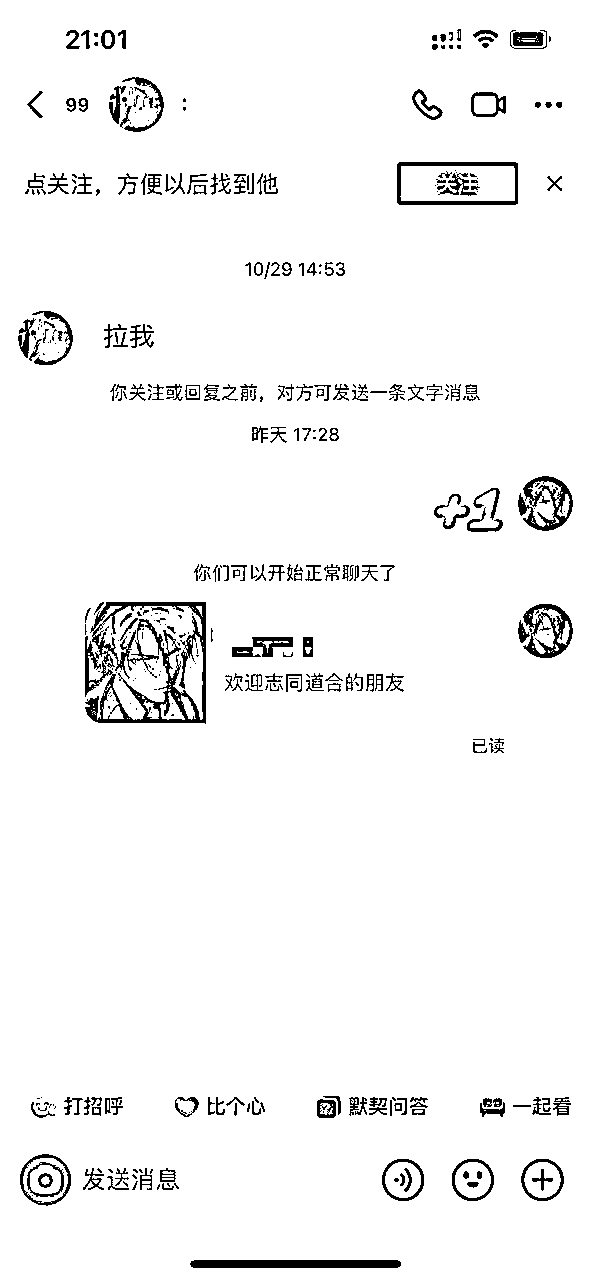 21:01
99
:
点关注，方便以后找到他
关注
10/29 14:53
拉我
你关注或回复之前，对方可发送一条文字消息
昨天 17:28
+1
你们可以开始正常聊天了
欢迎志同道合的朋友
已读
打招呼
比个心
默契问答
一起看
发送消息